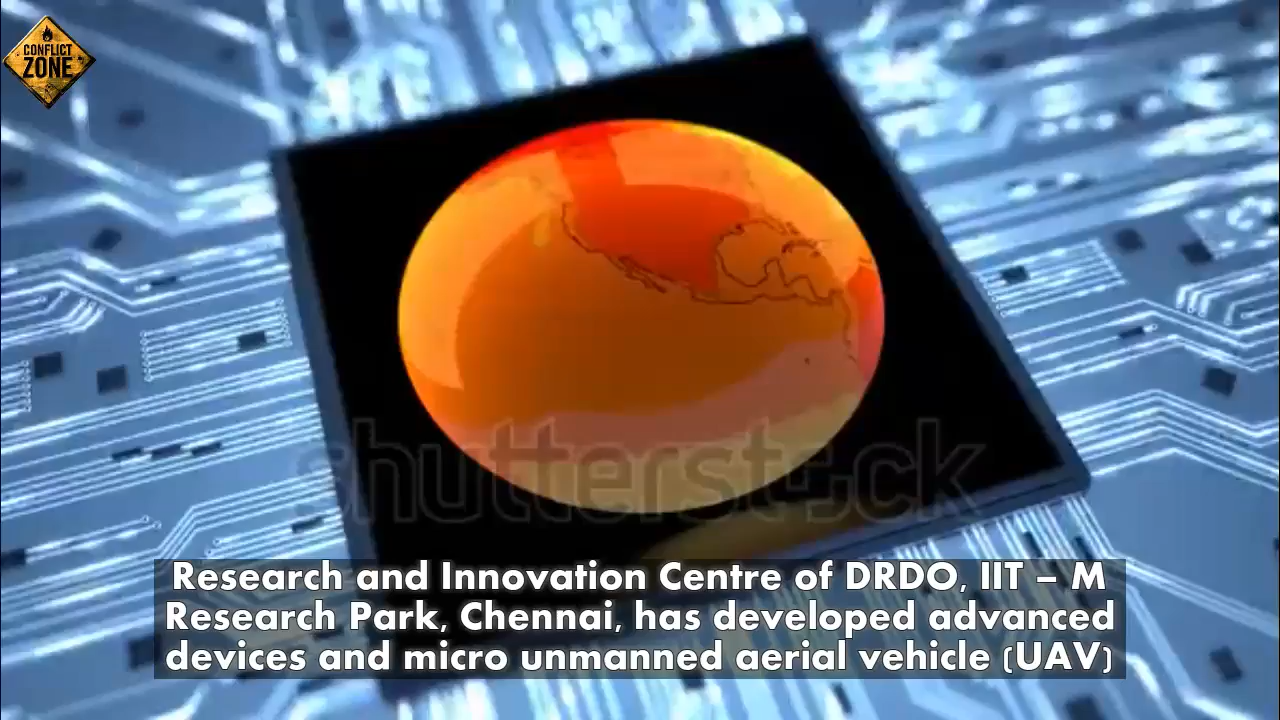 CONFLICT
ZONE
shutterstock
Research and Innovation Centre of DRDO, IIT – M
Research Park, Chennai, has developed advanced
devices and micro unmanned aerial vehicle (UAV)